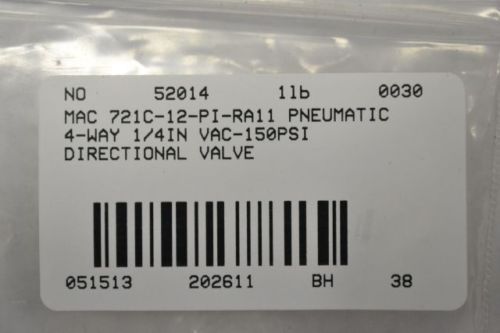 NO 52014 1lb 0030
MAC 721C-12-PI-RA11 PNEUMATIC
4-WAY 1/4IN VAC-150PSI
DIRECTIONAL VALVE
051513 202611 BH 38